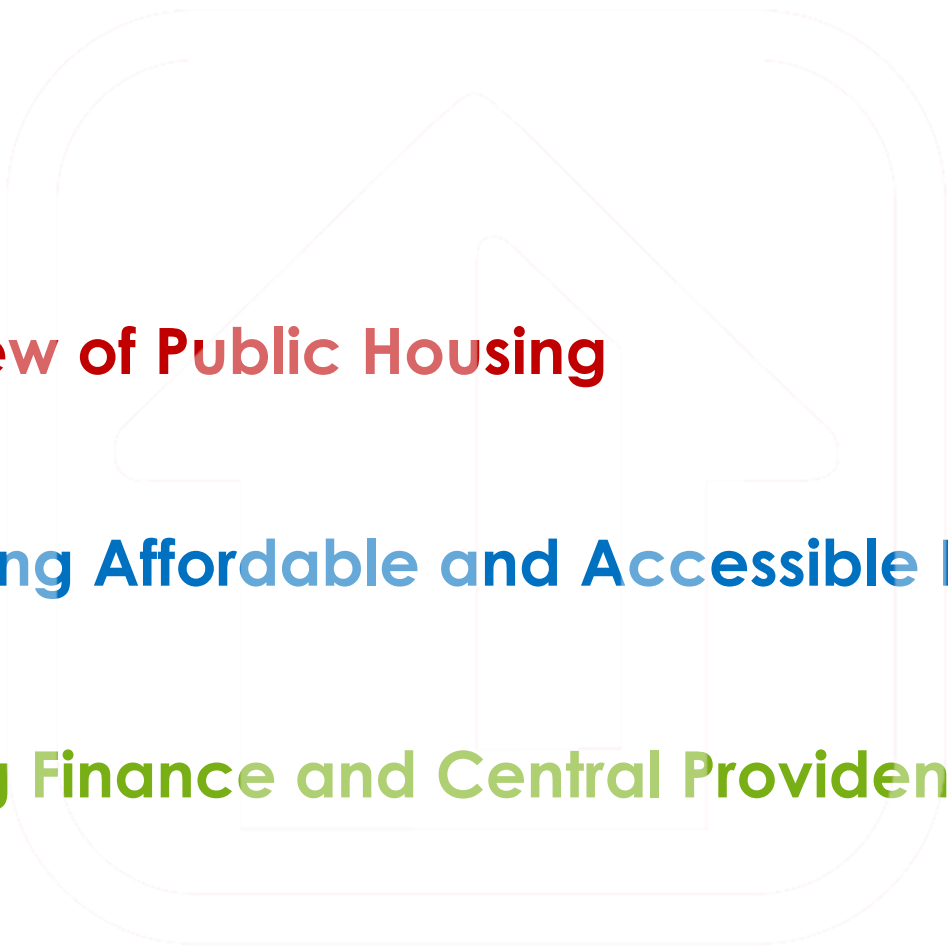 ew of Public Housing
ng Affordable and Accessible
g Finance and Central Providen